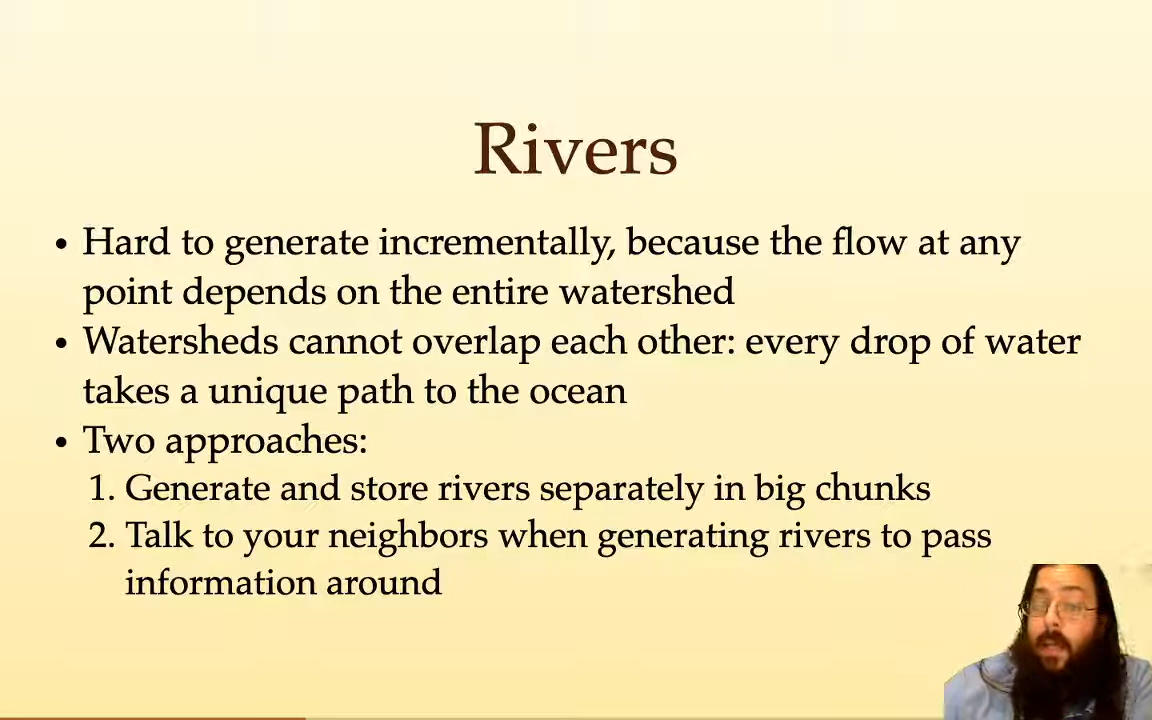 Rivers
• Hard to generate incrementally, because the flow at any
point depends on the entire watershed
• Watersheds cannot overlap each other: every drop of water
takes a unique path to the ocean
• Two approaches:
1. Generate and store rivers separately in big chunks
2. Talk to your neighbors when generating rivers to pass
information around